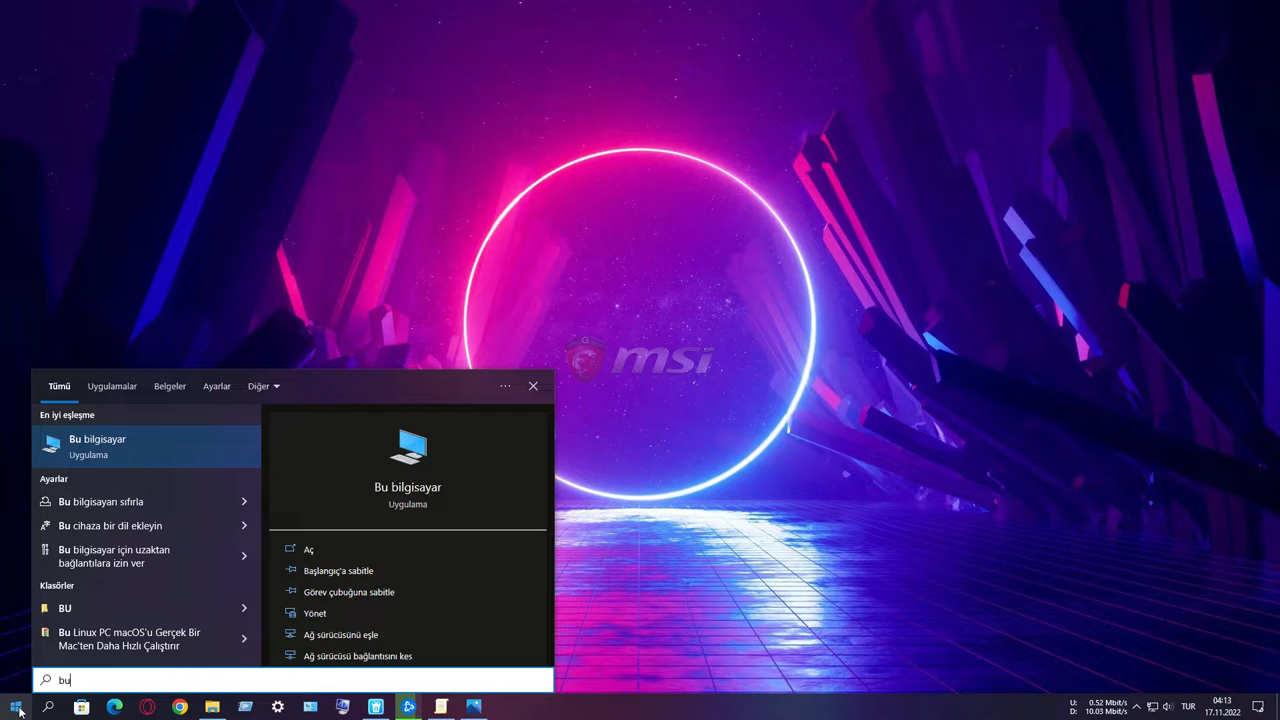 msi
Tümü Uygulamalar Belgeler Ayarlar Diğer
En iyi eşleşme
Bu bilgisayar
Uygulama
Ayarlar
Bu bilgisayarı sıfırla
Bu cihaza bir dil ekleyin
Bu bilgisayar için uzaktan
bağlantılara izin ver
Klasörler
BU
Bu Linux PC macOS'u Gerçek Bir
Mac'ten Daha Hızlı Çalıştırır
Bu bilgisayar
Uygulama
Aç
Başlangıç'a sabitle
Görev çubuğuna sabitle
Yönet
Ağ sürücüsünü eşle
Ağ sürücüsü bağlantısını kes
bu
U: 0.52 Mbit/s
D: 10.03 Mbit/s
TUR
04:13
17.11.2022